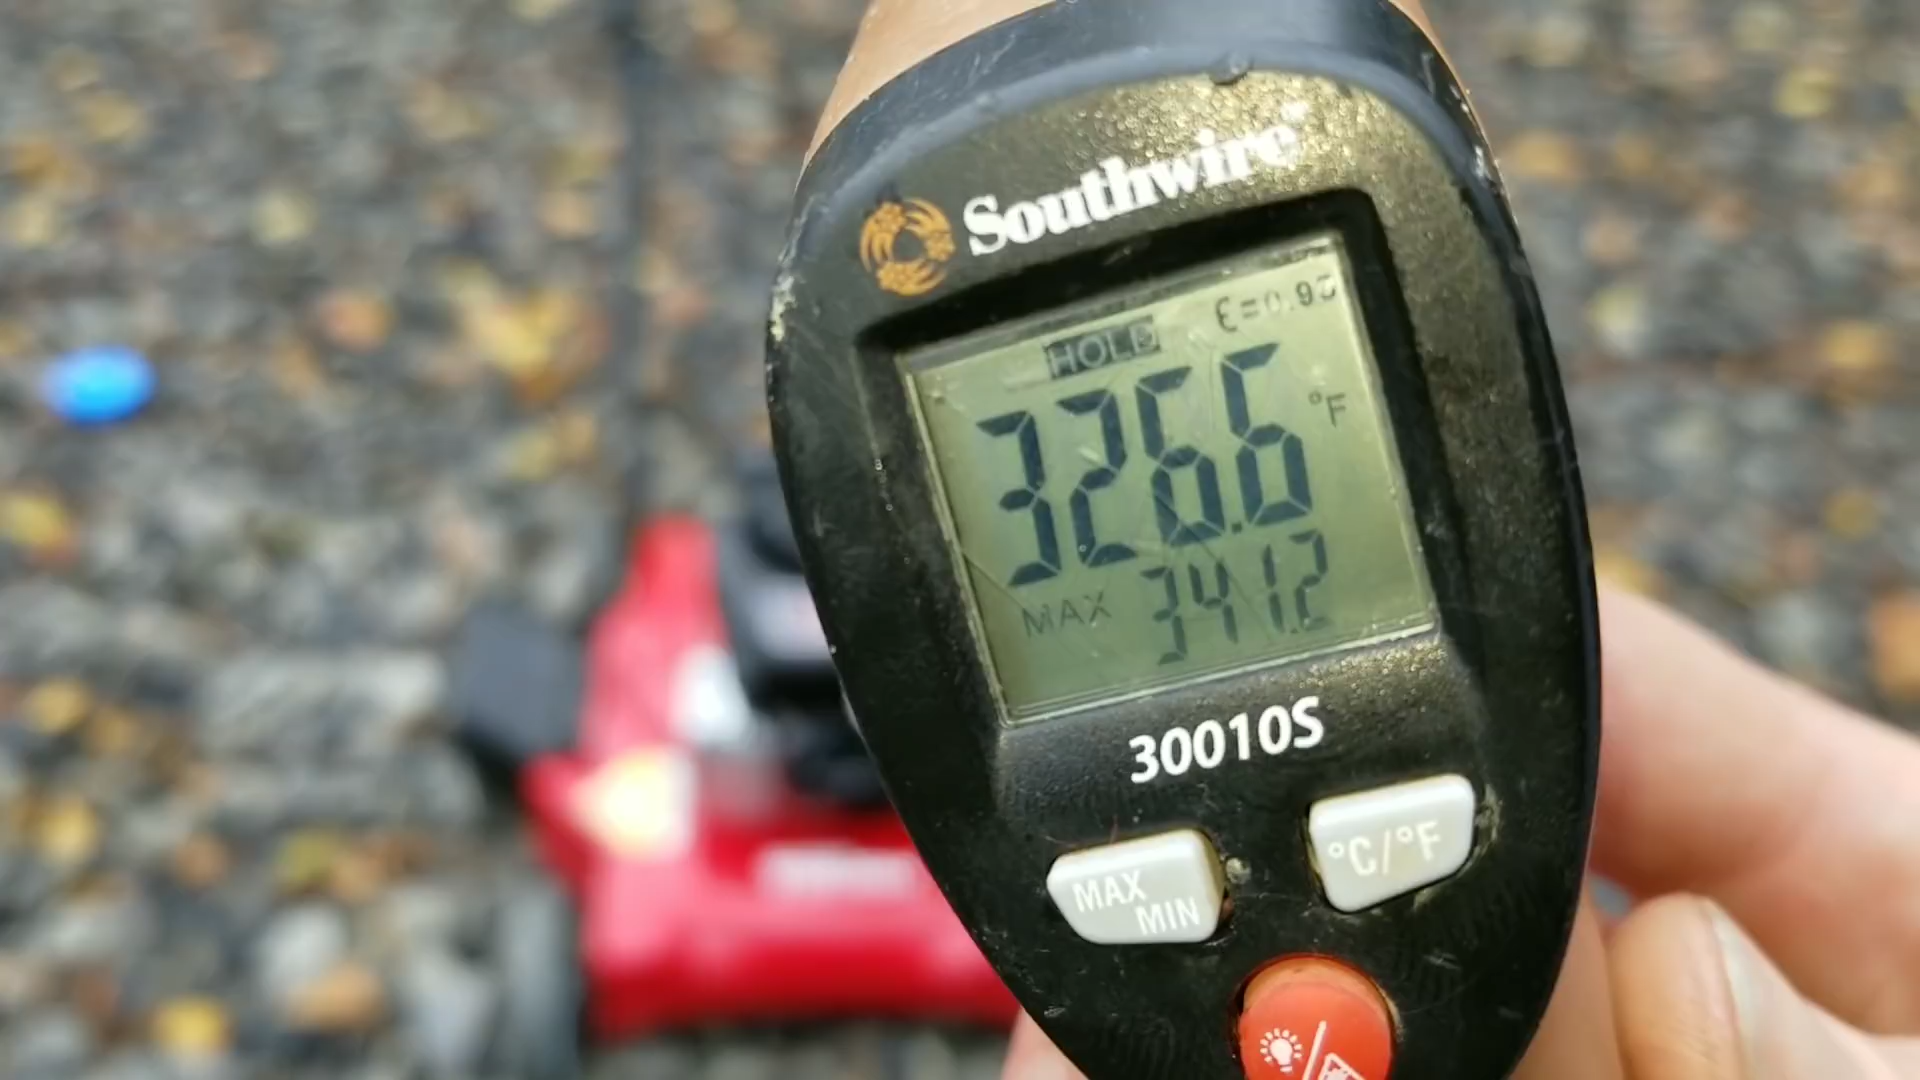 Southwire
HOLD
ε=0.95
326.6 °F
MAX 341.2
30010S
MAX
MIN
°C/°F